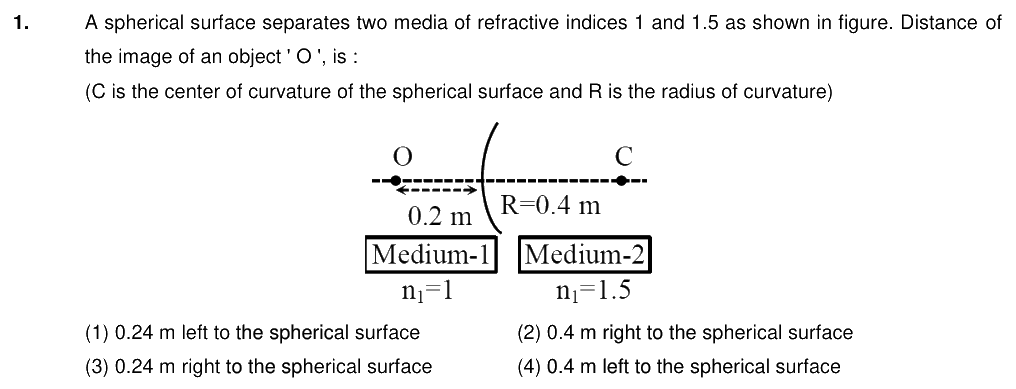 1. A spherical surface separates two media of refractive indices 1 and 1.5 as shown in figure. Distance of
the image of an object ' O ', is :
(C is the center of curvature of the spherical surface and R is the radius of curvature)
O C
0.2 m R=0.4 m
Medium-1 Medium-2
n₁=1 n₁=1.5
(1) 0.24 m left to the spherical surface (2) 0.4 m right to the spherical surface
(3) 0.24 m right to the spherical surface (4) 0.4 m left to the spherical surface